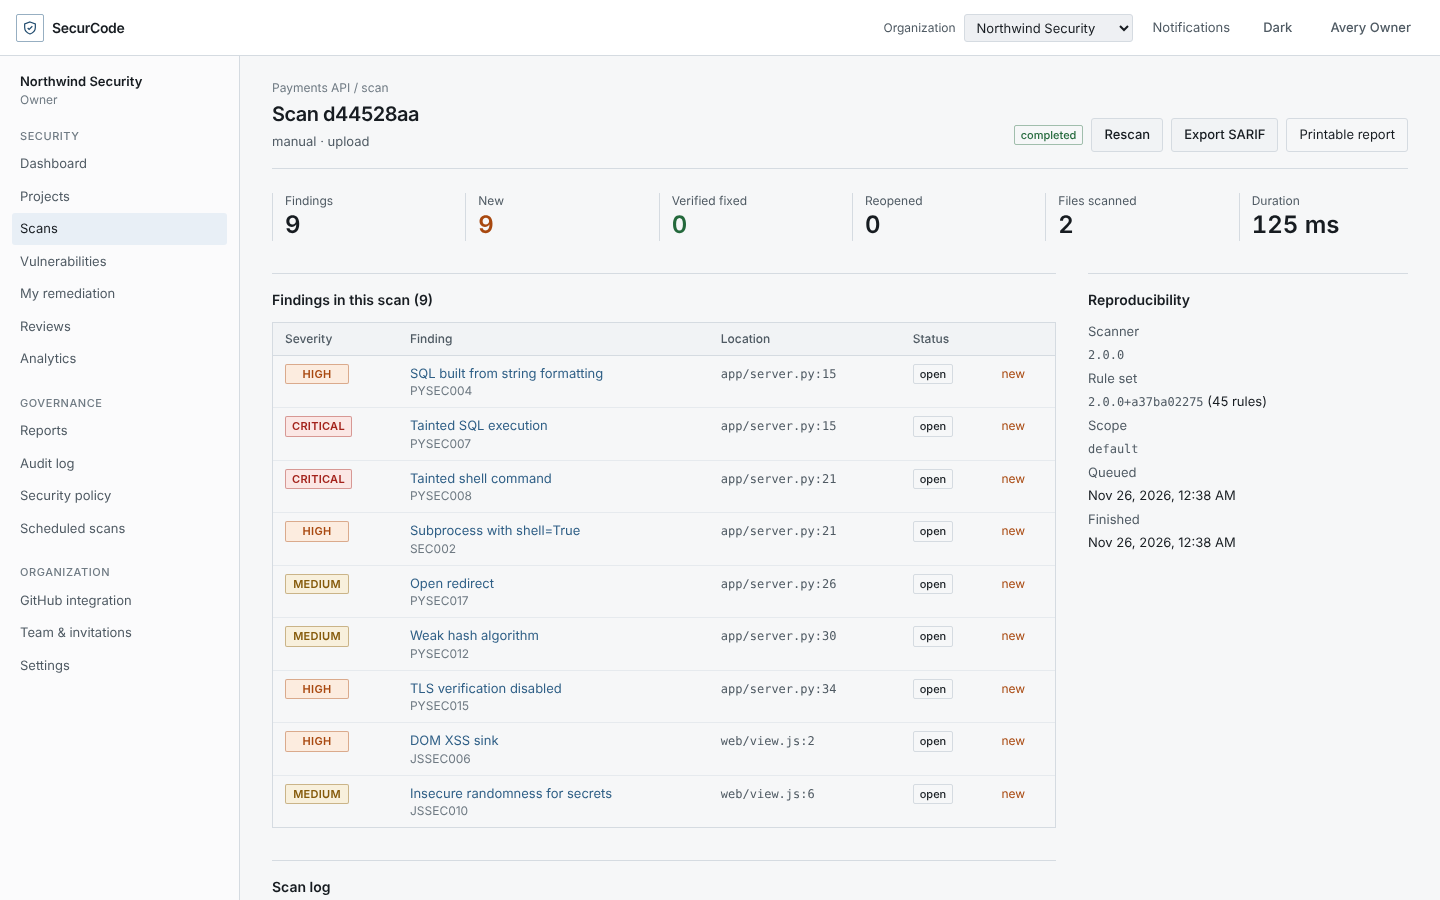 SecurCode
Organization
Northwind Security
Notifications
Dark
Avery Owner
Northwind Security
Owner
SECURITY
Dashboard
Projects
Scans
Vulnerabilities
My remediation
Reviews
Analytics
GOVERNANCE
Reports
Audit log
Security policy
Scheduled scans
ORGANIZATION
GitHub integration
Team & invitations
Settings
Payments API / scan
Scan d44528aa
manual · upload
completed
Rescan
Export SARIF
Printable report
Findings
9
New
9
Verified fixed
0
Reopened
0
Files scanned
2
Duration
125 ms
Findings in this scan (9)
Severity Finding Location Status
HIGH SQL built from string formatting app/server.py:15 open new
PYSEC004
CRITICAL Tainted SQL execution app/server.py:15 open new
PYSEC007
CRITICAL Tainted shell command app/server.py:21 open new
PYSEC008
HIGH Subprocess with shell=True app/server.py:21 open new
SEC002
MEDIUM Open redirect app/server.py:26 open new
PYSEC017
MEDIUM Weak hash algorithm app/server.py:30 open new
PYSEC012
HIGH TLS verification disabled app/server.py:34 open new
PYSEC015
HIGH DOM XSS sink web/view.js:2 open new
JSSEC006
MEDIUM Insecure randomness for secrets web/view.js:6 open new
JSSEC010
Scan log
Reproducibility
Scanner
2.0.0
Rule set
2.0.0+a37ba02275 (45 rules)
Scope
default
Queued
Nov 26, 2026, 12:38 AM
Finished
Nov 26, 2026, 12:38 AM